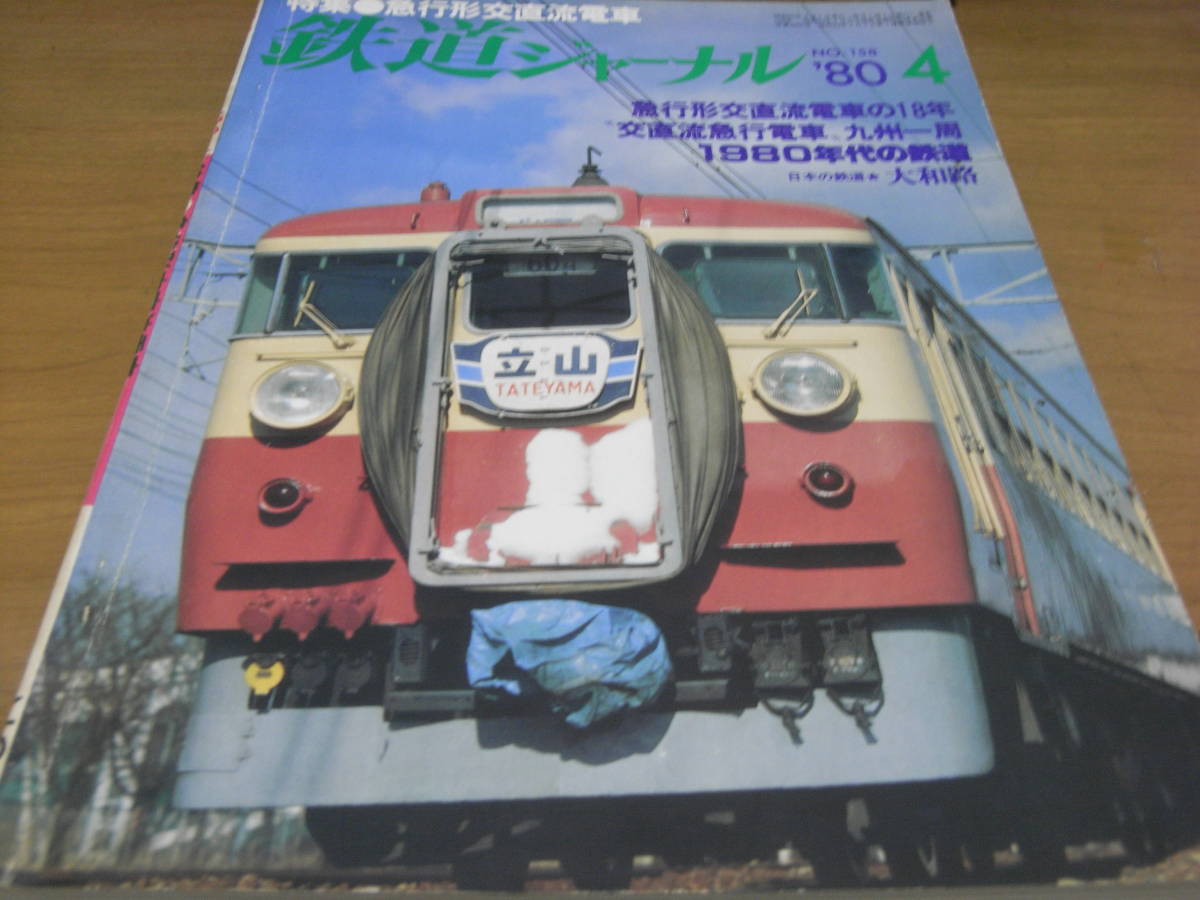 特集●急行形交直流電車
鉄道ジャーナル
NO.158
'80 4
急行形交直流電車の18年
"交直流急行電車"九州一周
1980年代の鉄道
日本の鉄道★ 大和路
立山
TATEYAMA